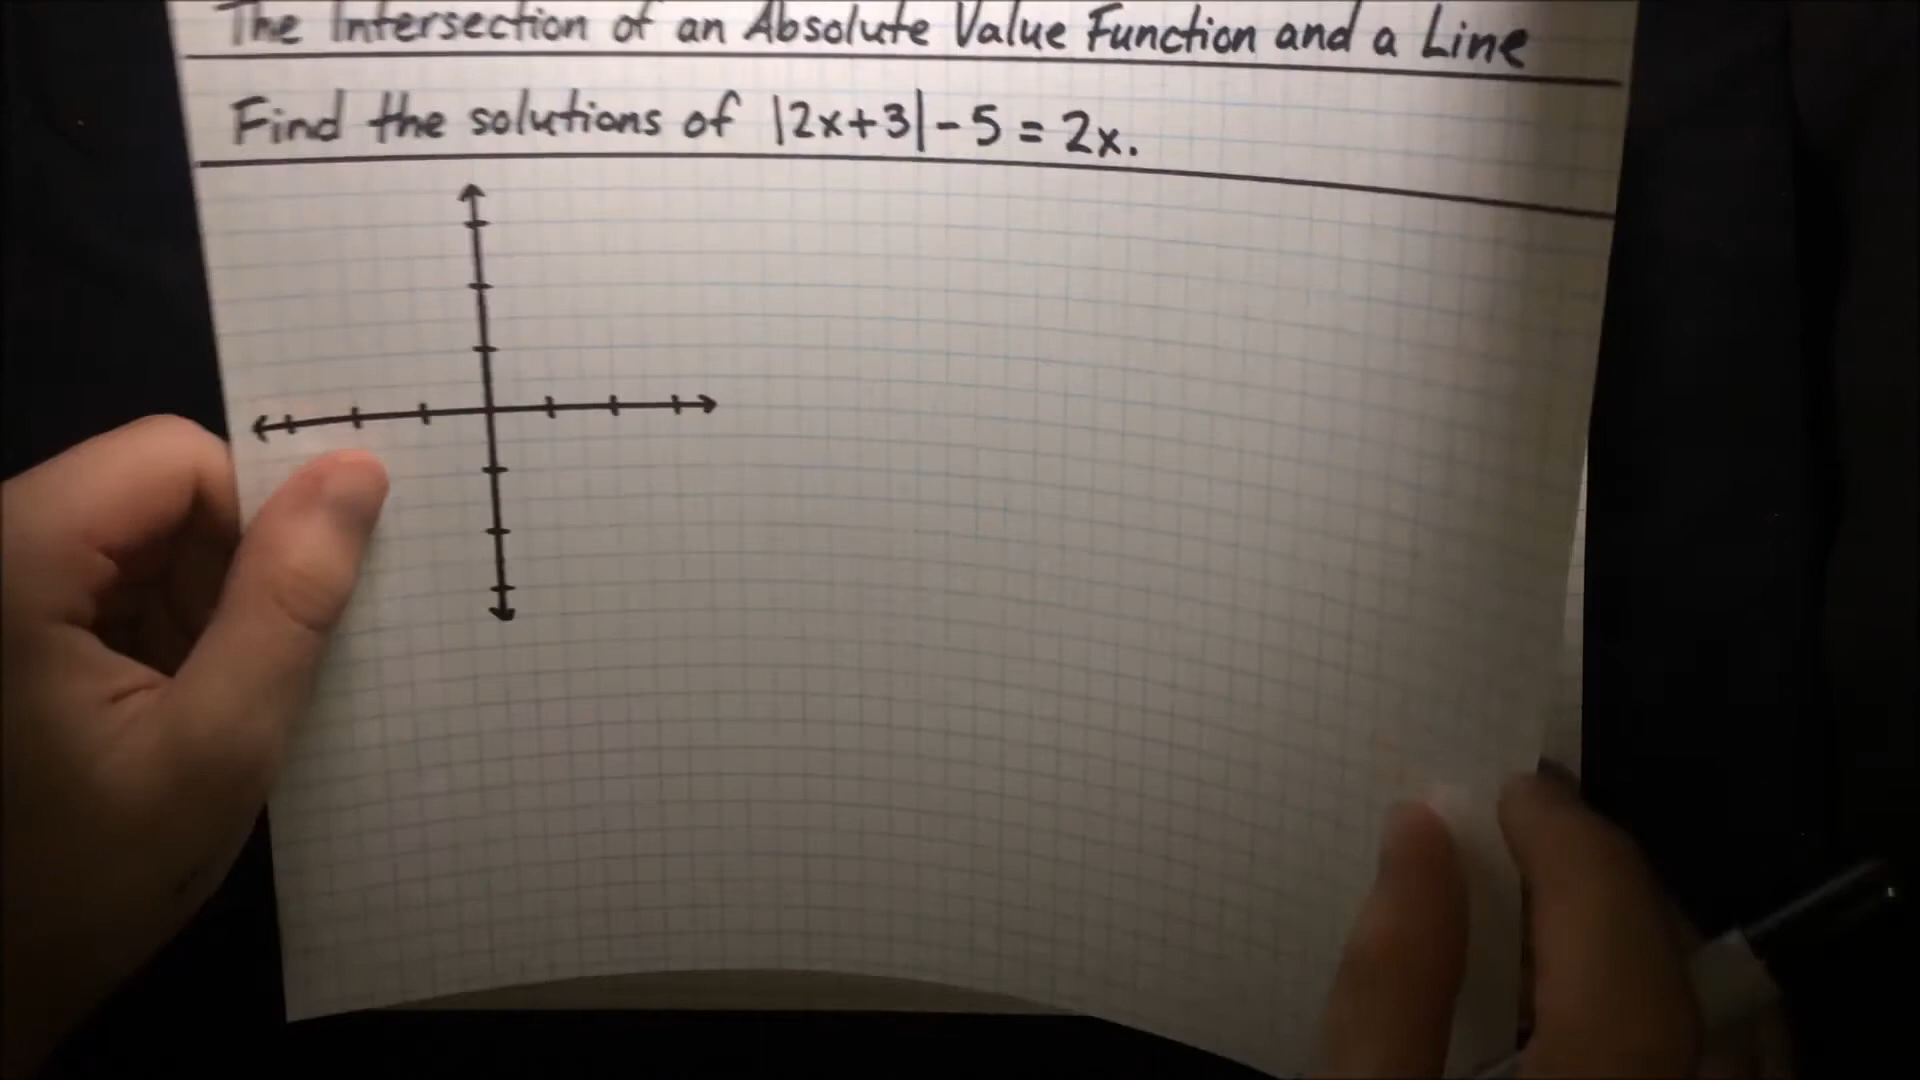 The Intersection of an Absolute Value Function and a Line
Find the solutions of |2x+3|-5=2x.